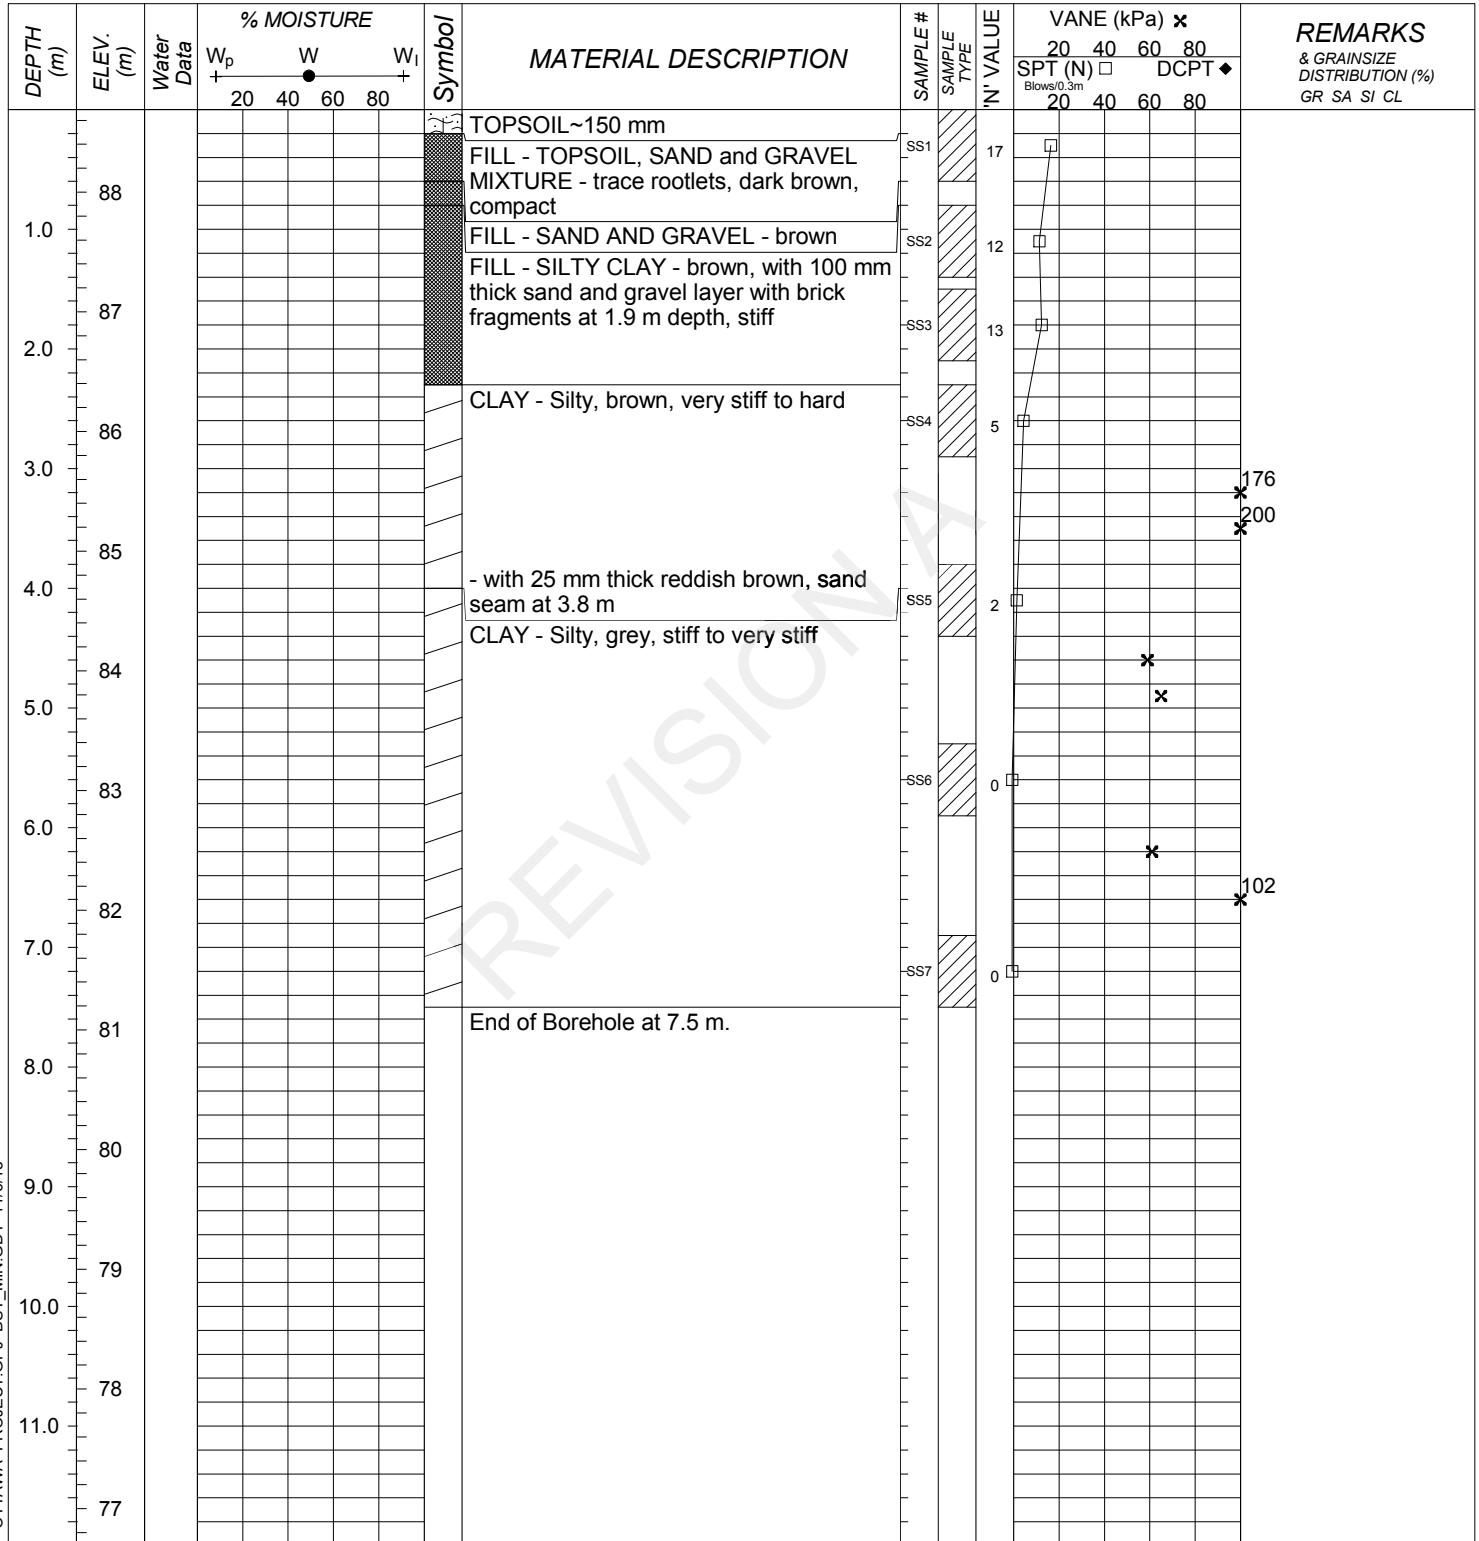 DEPTH (m)
ELEV. (m)
Water Data
% MOISTURE
Wp W Wl
20 40 60 80
Symbol
MATERIAL DESCRIPTION
SAMPLE #
SAMPLE TYPE
'N' VALUE
VANE (kPa)
20 40 60 80
SPT (N) DCPT
Blows/0.3m
20 40 60 80
REMARKS
& GRAINSIZE
DISTRIBUTION (%)
GR SA SI CL
TOPSOIL~150 mm
SS1 17
FILL - TOPSOIL, SAND and GRAVEL
MIXTURE - trace rootlets, dark brown,
compact
88
1.0
FILL - SAND AND GRAVEL - brown
SS2 12
FILL - SILTY CLAY - brown, with 100 mm
thick sand and gravel layer with brick
fragments at 1.9 m depth, stiff
87
SS3 13
2.0
CLAY - Silty, brown, very stiff to hard
SS4 5
86
3.0
176
200
85
- with 25 mm thick reddish brown, sand
seam at 3.8 m
4.0
SS5 2
CLAY - Silty, grey, stiff to very stiff
84
5.0
SS6 0
83
6.0
102
82
7.0
SS7 0
End of Borehole at 7.5 m.
81
8.0
80
9.0
79
10.0
78
11.0
77
REVISION A